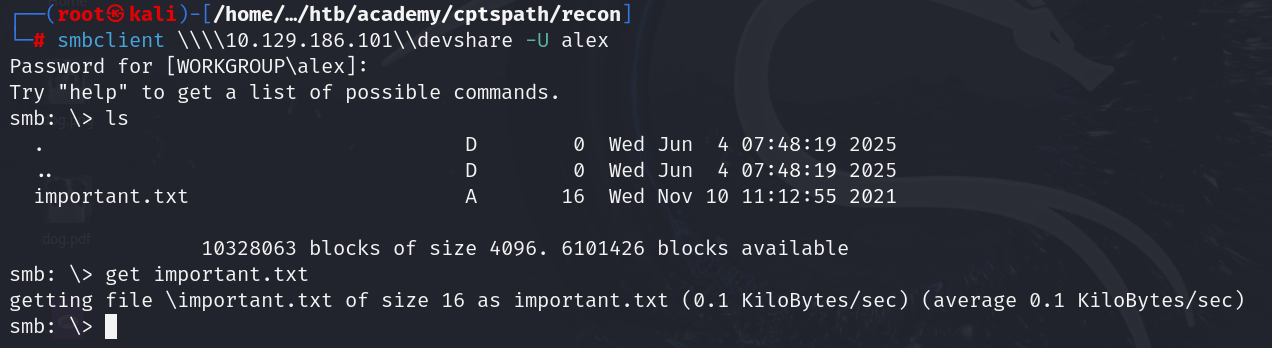 ┌──(root㉿kali)-[/home/…/htb/academy/cptspath/recon]
└─# smbclient \\\\10.129.186.101\\devshare -U alex
Password for [WORKGROUP\alex]:
Try "help" to get a list of possible commands.
smb: \> ls
  .                                   D        0  Wed Jun  4 07:48:19 2025
  ..                                  D        0  Wed Jun  4 07:48:19 2025
  important.txt                       A       16  Wed Nov 10 11:12:55 2021
dog.pdf
                10328063 blocks of size 4096. 6101426 blocks available
smb: \> get important.txt
getting file \important.txt of size 16 as important.txt (0.1 KiloBytes/sec) (average 0.1 KiloBytes/sec)
smb: \>